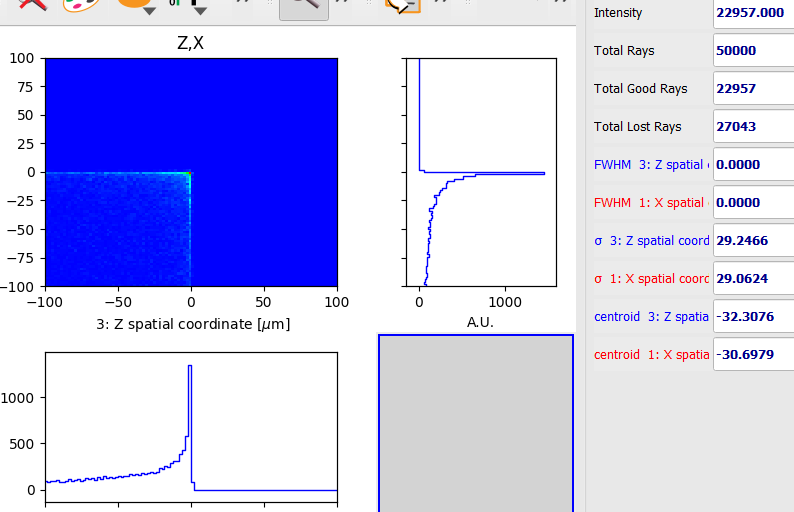 Z,X
100
75
50
25
0
−25
−50
−75
−100
−100
−50
0
50
100
3: Z spatial coordinate [μm]
0
1000
A.U.
1000
500
0
Intensity
22957.000
Total Rays
50000
Total Good Rays
22957
Total Lost Rays
27043
FWHM 3: Z spatial
0.0000
FWHM 1: X spatial
0.0000
σ 3: Z spatial coord
29.2466
σ 1: X spatial coord
29.0624
centroid 3: Z spatia
-32.3076
centroid 1: X spatia
-30.6979